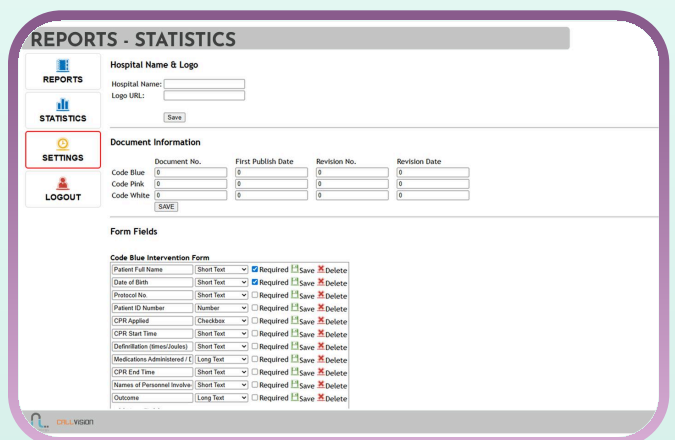 REPORTS - STATISTICS
REPORTS
STATISTICS
SETTINGS
LOGOUT
Hospital Name & Logo
Hospital Name:
Logo URL:
Save
Document Information
Document No. First Publish Date Revision No. Revision Date
Code Blue 0 0 0 0
Code Pink 0 0 0 0
Code White 0 0 0 0
SAVE
Form Fields
Code Blue Intervention Form
Patient Full Name Short Text Required Save Delete
Date of Birth Short Text Required Save Delete
Protocol No. Short Text Required Save Delete
Patient ID Number Number Required Save Delete
CPR Applied Checkbox Required Save Delete
CPR Start Time Short Text Required Save Delete
(times/Joules) Short Text Required Save Delete
Medications Administered / D Long Text Required Save Delete
CPR End Time Short Text Required Save Delete
Names of Personnel Involve Short Text Required Save Delete
Outcome Long Text Required Save Delete
CALLVISION